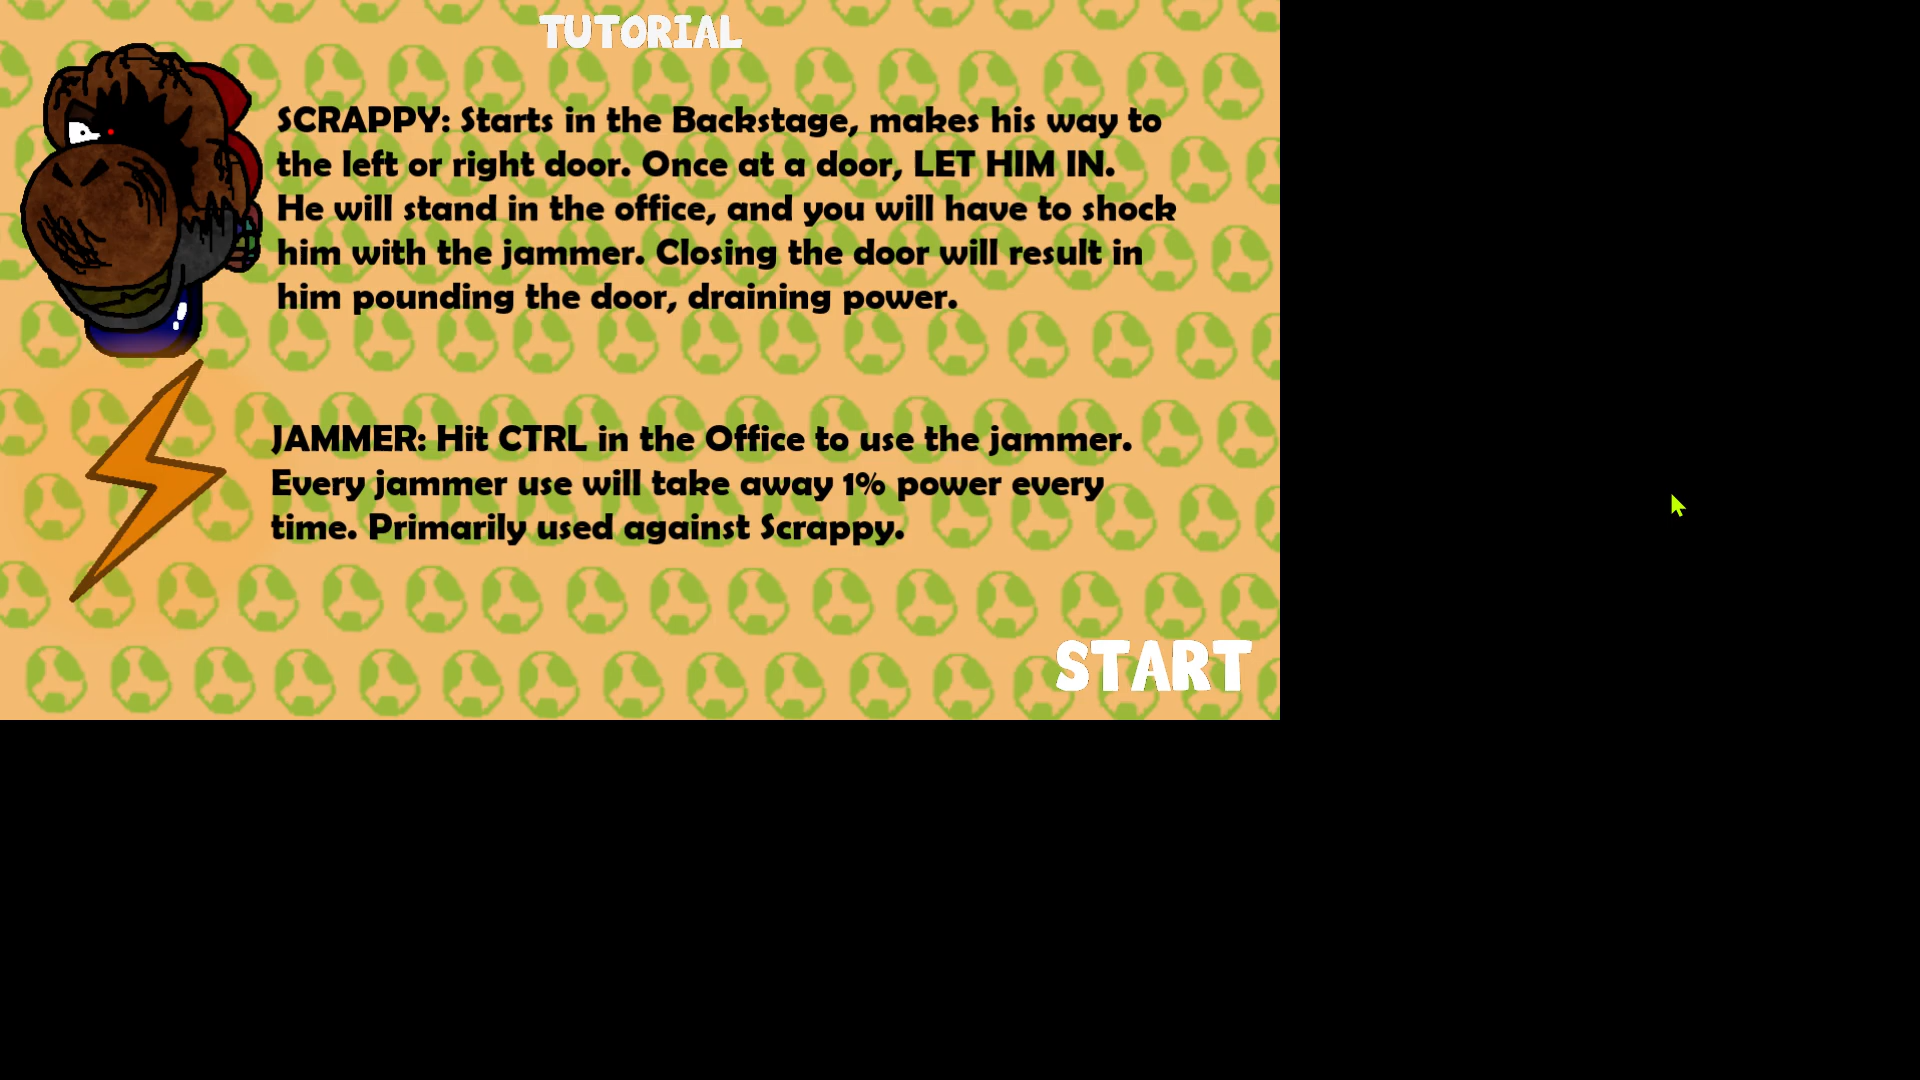 TUTORIAL
SCRAPPY: Starts in the Backstage, makes his way to
the left or right door. Once at a door, LET HIM IN.
He will stand in the office, and you will have to shock
him with the jammer. Closing the door will result in
him pounding the door, draining power.
JAMMER: Hit CTRL in the Office to use the jammer.
Every jammer use will take away 1% power every
time. Primarily used against Scrappy.
START